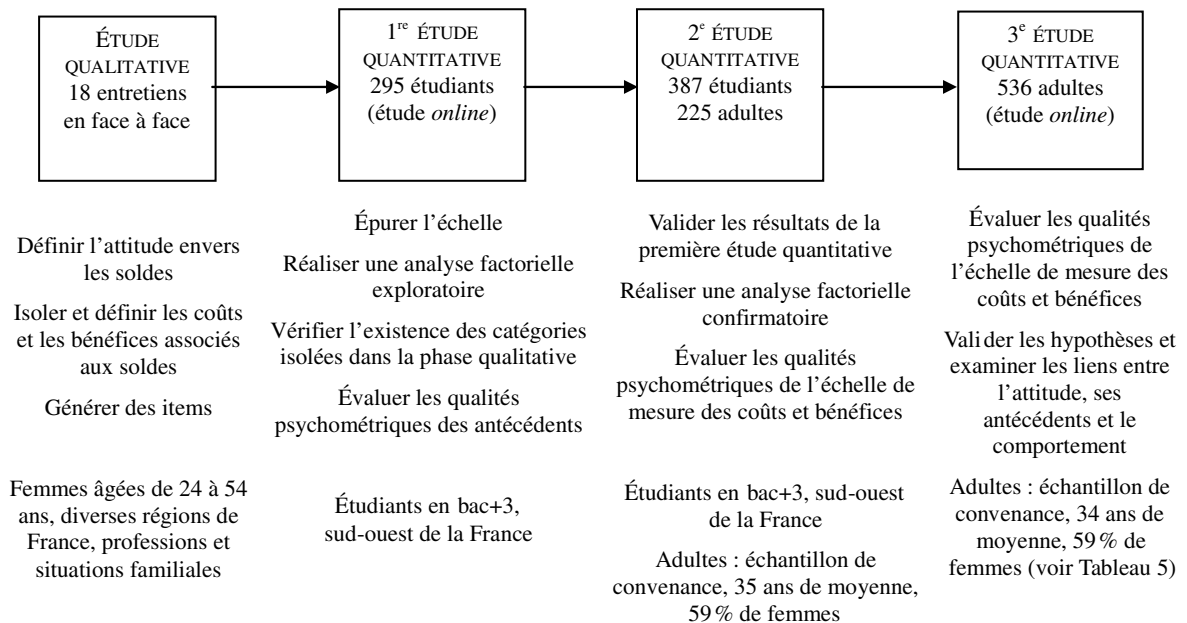 ÉTUDE
QUALITATIVE
18 entretiens
en face à face
1re ÉTUDE
QUANTITATIVE
295 étudiants
(étude online)
2e ÉTUDE
QUANTITATIVE
387 étudiants
225 adultes
3e ÉTUDE
QUANTITATIVE
536 adultes
(étude online)
Définir l’attitude envers
les soldes
Isoler et définir les coûts
et les bénéfices associés
aux soldes
Générer des items
Épurer l’échelle
Réaliser une analyse factorielle
exploratoire
Vérifier l’existence des catégories
isolées dans la phase qualitative
Évaluer les qualités
psychométriques des antécédents
Valider les résultats de la
première étude quantitative
Réaliser une analyse factorielle
confirmatoire
Évaluer les qualités
psychométriques de l’échelle de
mesure des coûts et bénéfices
Évaluer les qualités
psychométriques de
l’échelle de mesure des
coûts et bénéfices
Valider les hypothèses et
examiner les liens entre
l’attitude, ses
antécédents et le
comportement
Femmes âgées de 24 à 54
ans, diverses régions de
France, professions et
situations familiales
Étudiants en bac+3,
sud-ouest de la France
Étudiants en bac+3, sud-ouest
de la France
Adultes : échantillon de
convenance, 35 ans de moyenne,
59 % de femmes
Adultes : échantillon de
convenance, 34 ans de
moyenne, 59 % de
femmes (voir Tableau 5)